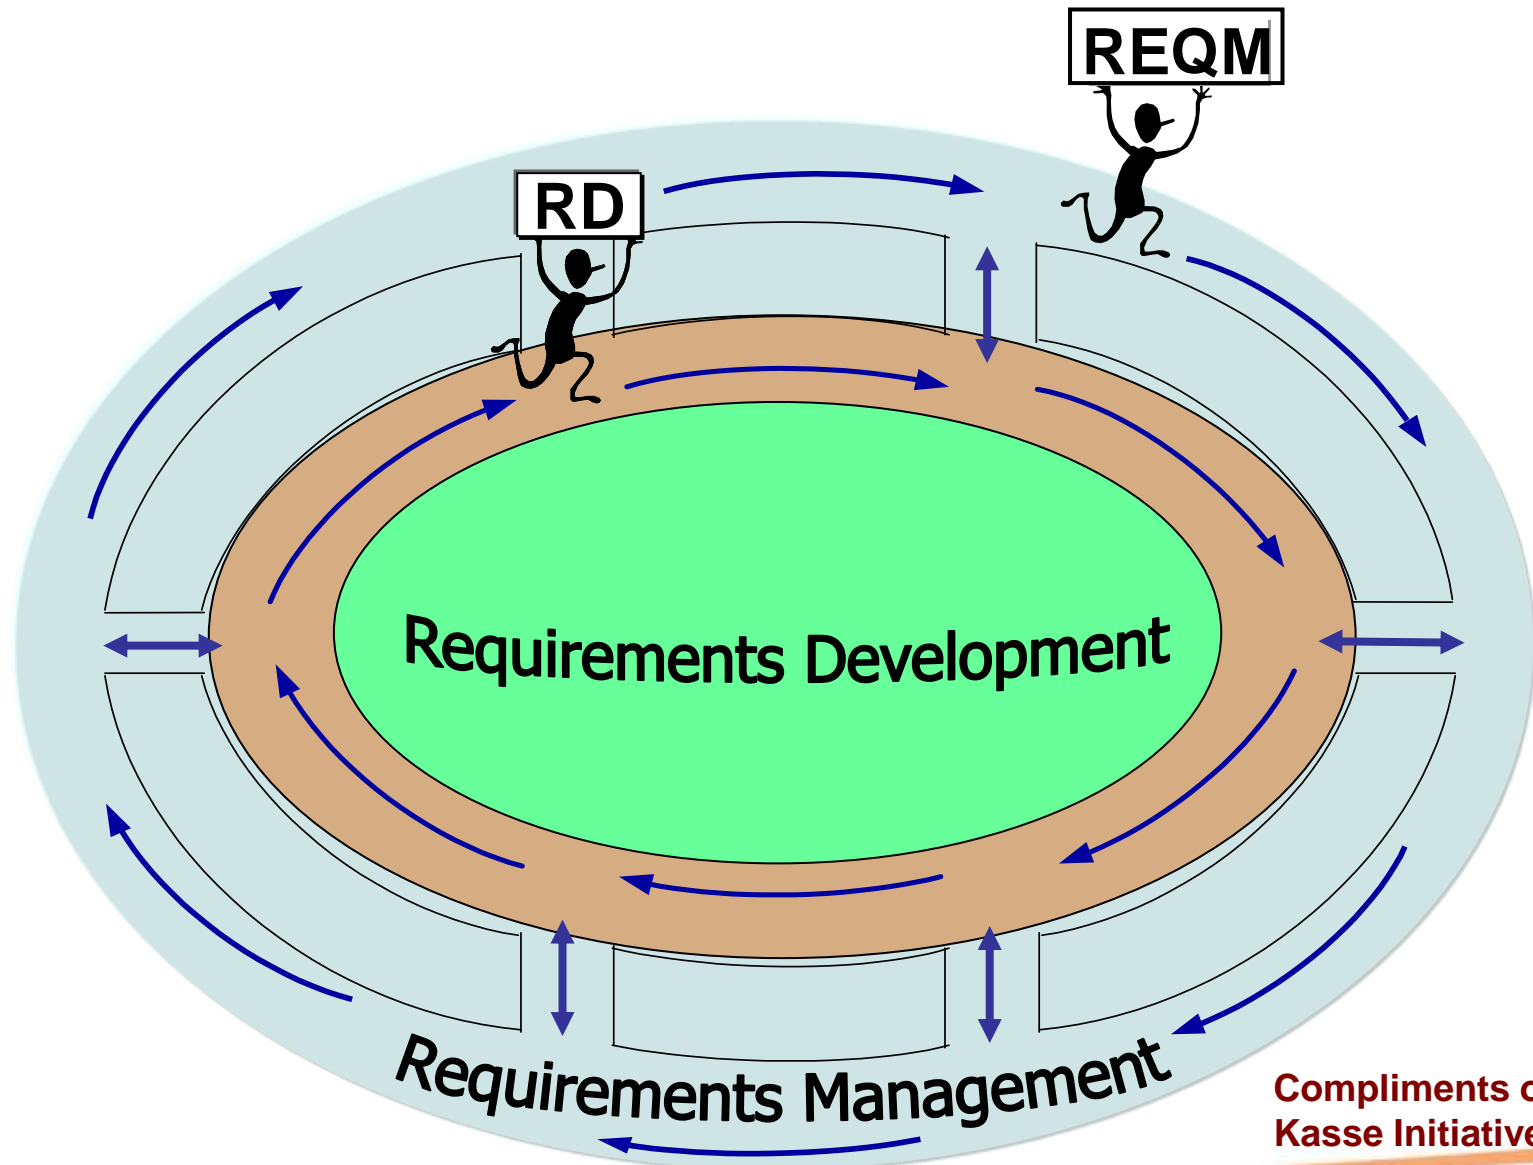 REQM
RD
Requirements Development
Requirements Management
Compliments
Kasse Initiative